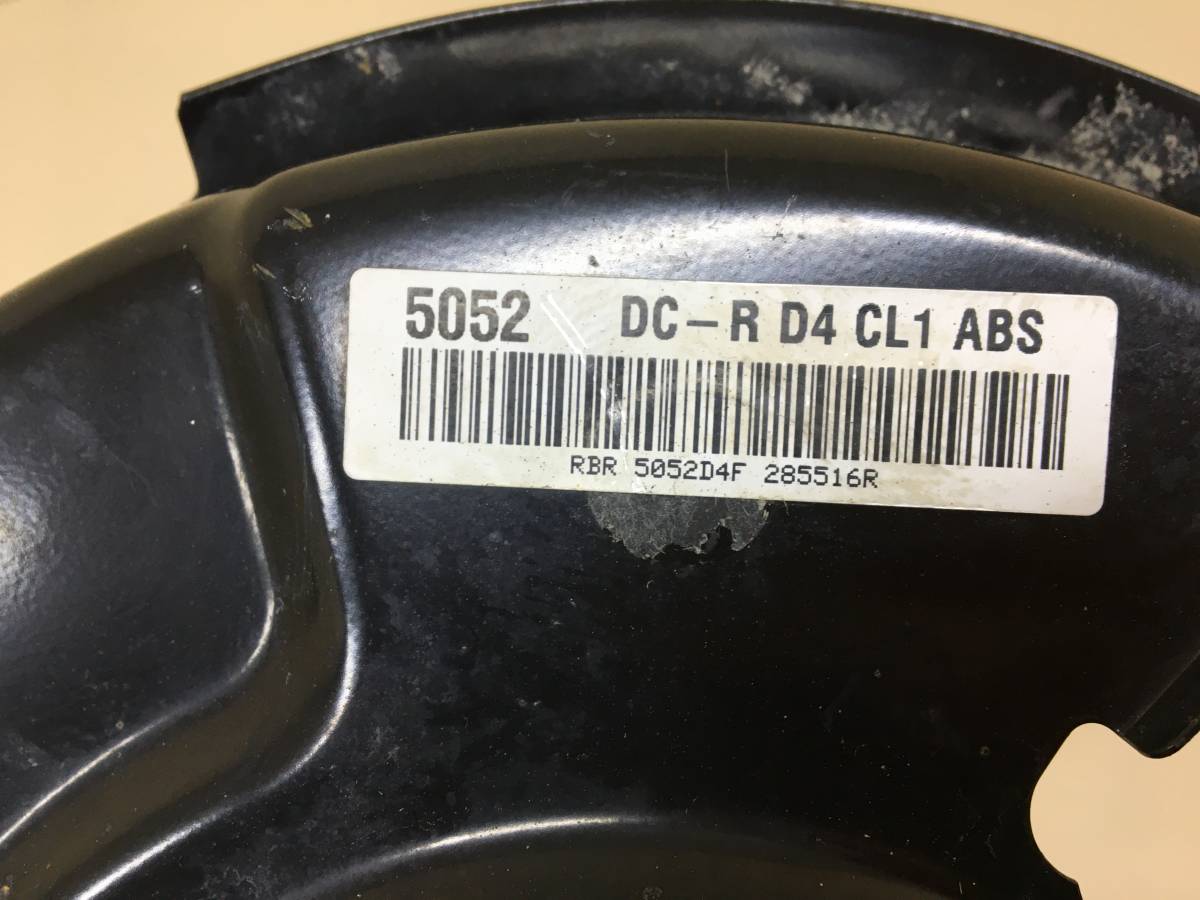 5052 DC-R D4 CL1 ABS
RBR 5052D4F 285516R